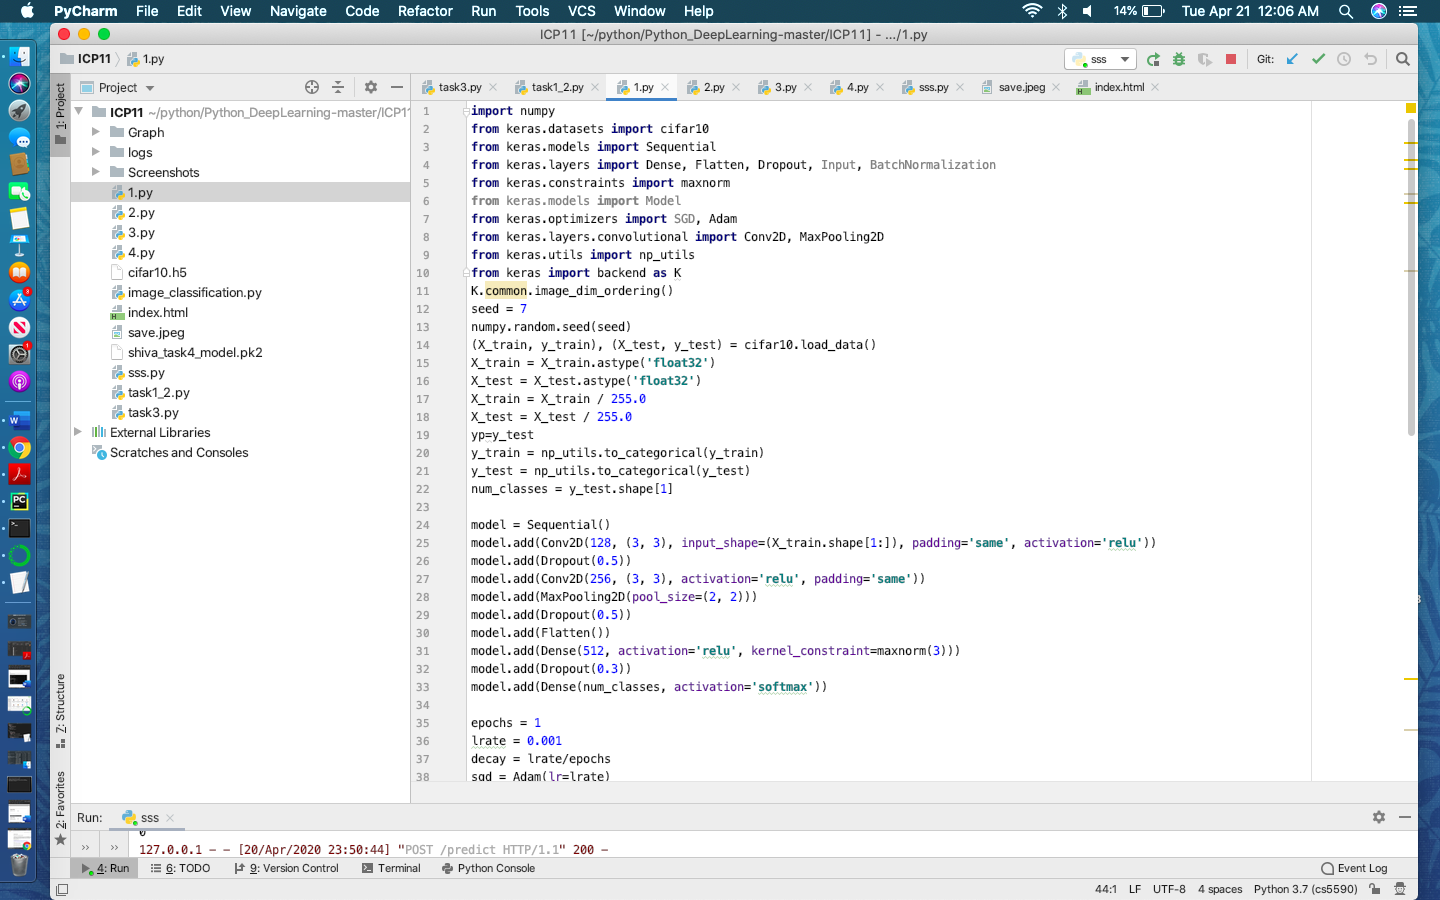 PyCharm File Edit View Navigate Code Refactor Run Tools VCS Window Help 14% Tue Apr 21 12:06 AM
ICP11 [~/python/Python_DeepLearning-master/ICP11] - .../1.py
ICP11 1.py sss Git:
1: Project
Project
task3.py task1_2.py 1.py 2.py 3.py 4.py sss.py save.jpeg index.html
ICP11 ~/python/Python_DeepLearning-master/ICP11
Graph
logs
Screenshots
1.py
2.py
3.py
4.py
cifar10.h5
image_classification.py
index.html
save.jpeg
shiva_task4_model.pk2
sss.py
task1_2.py
task3.py
External Libraries
Scratches and Consoles
1 import numpy
2 from keras.datasets import cifar10
3 from keras.models import Sequential
4 from keras.layers import Dense, Flatten, Dropout, Input, BatchNormalization
5 from keras.constraints import maxnorm
6 from keras.models import Model
7 from keras.optimizers import SGD, Adam
8 from keras.layers.convolutional import Conv2D, MaxPooling2D
9 from keras.utils import np_utils
10 from keras import backend as K
11 K.common.image_dim_ordering()
12 seed = 7
13 numpy.random.seed(seed)
14 (X_train, y_train), (X_test, y_test) = cifar10.load_data()
15 X_train = X_train.astype('float32')
16 X_test = X_test.astype('float32')
17 X_train = X_train / 255.0
18 X_test = X_test / 255.0
19 yp=y_test
20 y_train = np_utils.to_categorical(y_train)
21 y_test = np_utils.to_categorical(y_test)
22 num_classes = y_test.shape[1]
23
24 model = Sequential()
25 model.add(Conv2D(128, (3, 3), input_shape=(X_train.shape[1:]), padding='same', activation='relu'))
26 model.add(Dropout(0.5))
27 model.add(Conv2D(256, (3, 3), activation='relu', padding='same'))
28 model.add(MaxPooling2D(pool_size=(2, 2)))
29 model.add(Dropout(0.5))
30 model.add(Flatten())
31 model.add(Dense(512, activation='relu', kernel_constraint=maxnorm(3)))
32 model.add(Dropout(0.3))
33 model.add(Dense(num_classes, activation='softmax'))
34
35 epochs = 1
36 lrate = 0.001
37 decay = lrate/epochs
38 sgd = Adam(lr=lrate)
Z: Structure
2: Favorites
Run: sss
0
127.0.0.1 - - [20/Apr/2020 23:50:44] "POST /predict HTTP/1.1" 200 -
4: Run 6: TODO 9: Version Control Terminal Python Console Event Log
44:1 LF UTF-8 4 spaces Python 3.7 (cs5590)